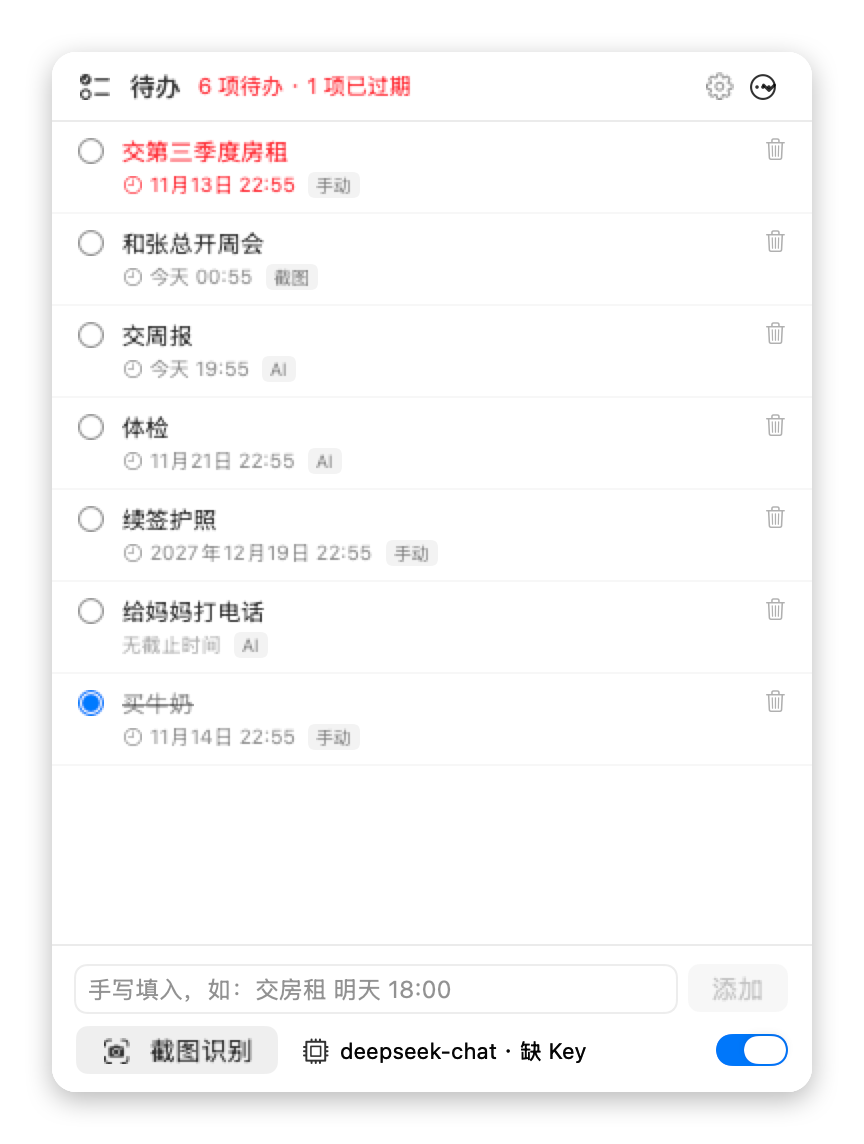 待办 6 项待办 · 1 项已过期
交第三季度房租
11月13日 22:55 手动
和张总开周会
今天 00:55 截图
交周报
今天 19:55 AI
体检
11月21日 22:55 AI
续签护照
2027年12月19日 22:55 手动
给妈妈打电话
无截止时间 AI
买牛奶
11月14日 22:55 手动
手写填入，如：交房租 明天 18:00 添加
截图识别 deepseek-chat · 缺 Key